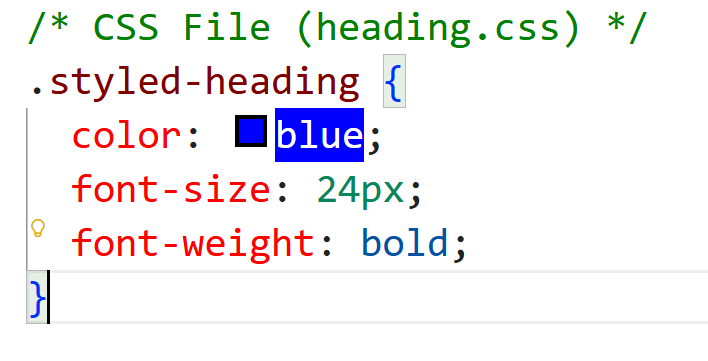 /* CSS File (heading.css) */
.styled-heading {
  color: blue;
  font-size: 24px;
  font-weight: bold;
}